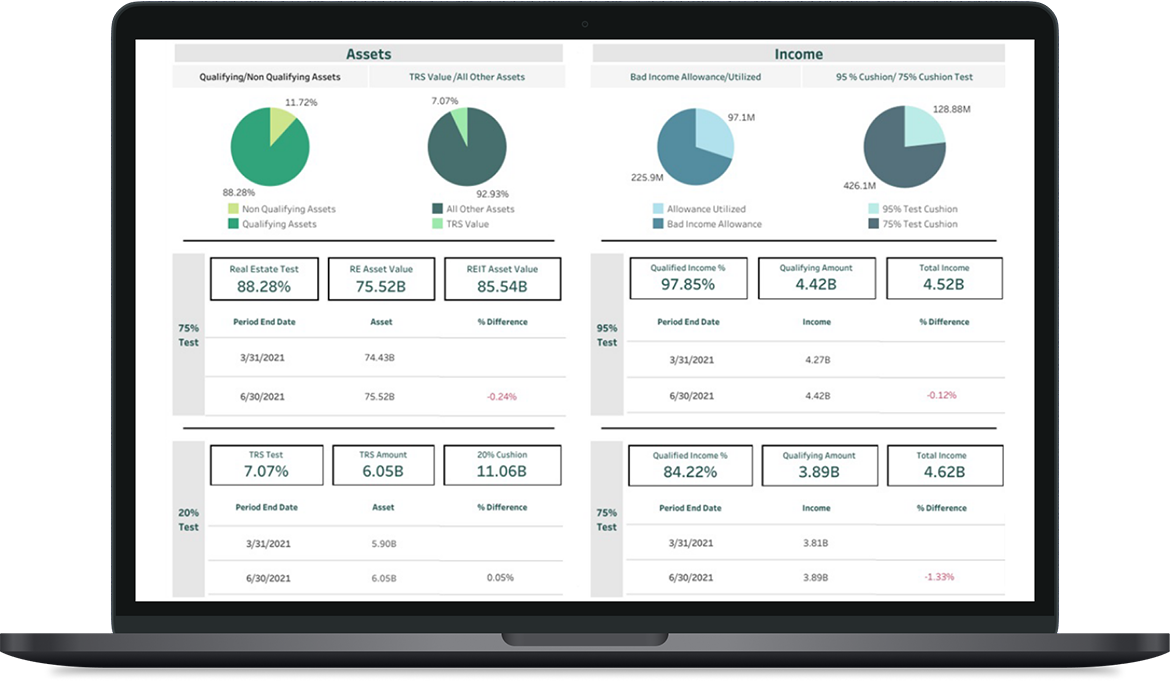 Assets
Qualifying/Non Qualifying Assets
TRS Value /All Other Assets
11.72%
88.28%
Non Qualifying Assets
Qualifying Assets
7.07%
92.93%
All Other Assets
TRS Value
75%
Test
Real Estate Test
88.28%
RE Asset Value
75.52B
REIT Asset Value
85.54B
Period End Date Asset % Difference
3/31/2021 74.43B
6/30/2021 75.52B -0.24%
20%
Test
TRS Test
7.07%
TRS Amount
6.05B
20% Cushion
11.06B
Period End Date Asset % Difference
3/31/2021 5.90B
6/30/2021 6.05B 0.05%
Income
Bad Income Allowance/Utilized
95 % Cushion/ 75% Cushion Test
97.1M
225.9M
Allowance Utilized
Bad Income Allowance
128.88M
426.1M
95% Test Cushion
75% Test Cushion
95%
Test
Qualified Income %
97.85%
Qualifying Amount
4.42B
Total Income
4.52B
Period End Date Income % Difference
3/31/2021 4.27B
6/30/2021 4.42B -0.12%
75%
Test
Qualified Income %
84.22%
Qualifying Amount
3.89B
Total Income
4.62B
Period End Date Income % Difference
3/31/2021 3.81B
6/30/2021 3.89B -1.33%